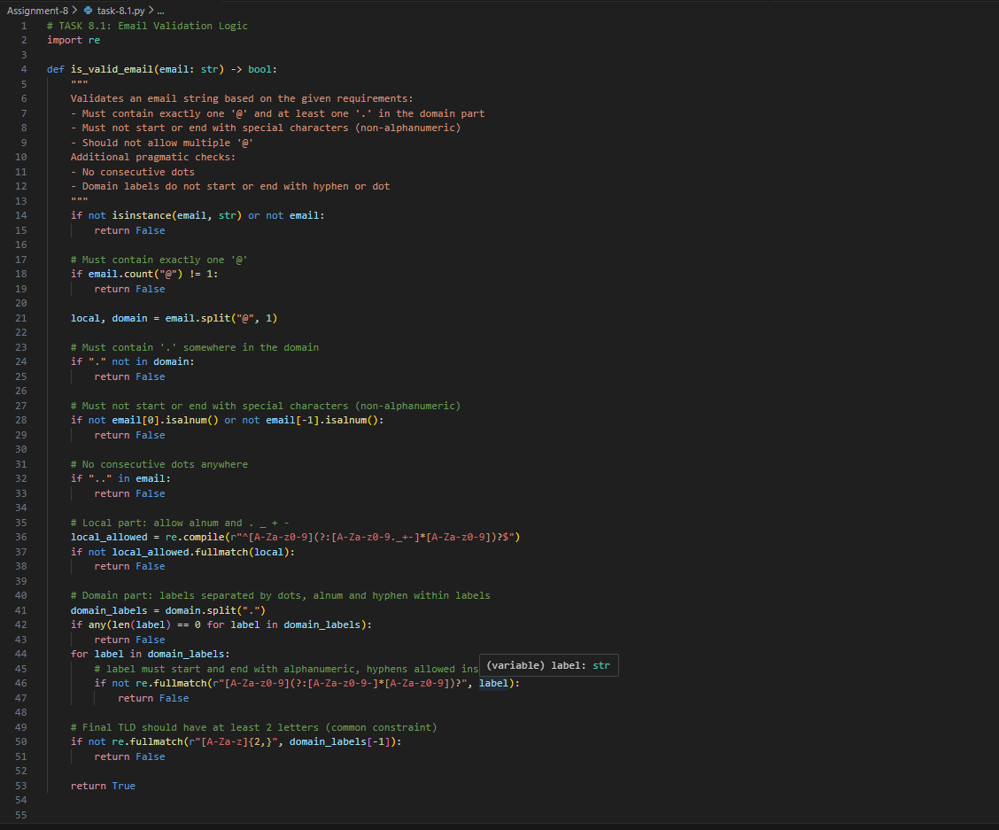 Assignment-8 > task-8.1.py > ...
1 # TASK 8.1: Email Validation Logic
2 import re
3
4 def is_valid_email(email: str) -> bool:
5     """
6     Validates an email string based on the given requirements:
7     - Must contain exactly one '@' and at least one '.' in the domain part
8     - Must not start or end with special characters (non-alphanumeric)
9     - Should not allow multiple '@'
10     Additional pragmatic checks:
11     - No consecutive dots
12     - Domain labels do not start or end with hyphen or dot
13     """
14     if not isinstance(email, str) or not email:
15         return False
16
17     # Must contain exactly one '@'
18     if email.count("@") != 1:
19         return False
20
21     local, domain = email.split("@", 1)
22
23     # Must contain '.' somewhere in the domain
24     if "." not in domain:
25         return False
26
27     # Must not start or end with special characters (non-alphanumeric)
28     if not email[0].isalnum() or not email[-1].isalnum():
29         return False
30
31     # No consecutive dots anywhere
32     if ".." in email:
33         return False
34
35     # Local part: allow alnum and . _ + -
36     local_allowed = re.compile(r"^[A-Za-z0-9](?:[A-Za-z0-9._+-]*[A-Za-z0-9])?$")
37     if not local_allowed.fullmatch(local):
38         return False
39
40     # Domain part: labels separated by dots, alnum and hyphen within labels
41     domain_labels = domain.split(".")
42     if any(len(label) == 0 for label in domain_labels):
43         return False
44     for label in domain_labels:
45         # label must start and end with alphanumeric, hyphens allowed ins (variable) label: str
46         if not re.fullmatch(r"[A-Za-z0-9](?:[A-Za-z0-9-]*[A-Za-z0-9])?", label):
47             return False
48
49     # Final TLD should have at least 2 letters (common constraint)
50     if not re.fullmatch(r"[A-Za-z]{2,}", domain_labels[-1]):
51         return False
52
53     return True
54
55